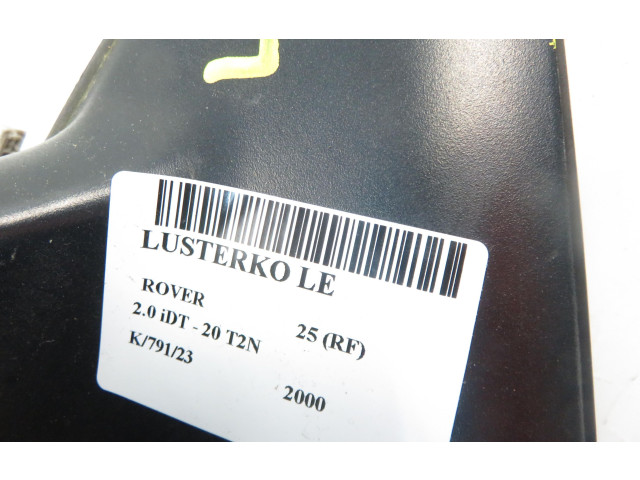 L
LUSTERKO LE
ROVER 25 (RF)
2.0 iDT - 20 T2N
K/791/23
2000